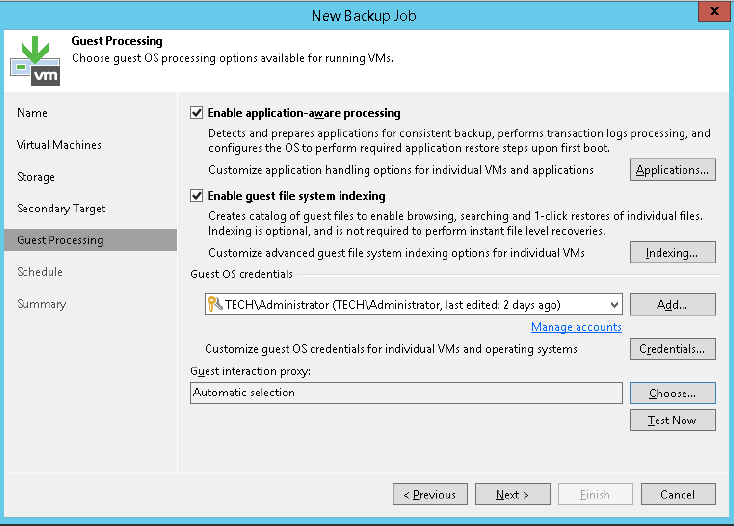 New Backup Job
X
Guest Processing
Choose guest OS processing options available for running VMs.
vm
Name
Virtual Machines
Storage
Secondary Target
Guest Processing
Schedule
Summary
Enable application-aware processing
Detects and prepares applications for consistent backup, performs transaction logs processing, and
configures the OS to perform required application restore steps upon first boot.
Customize application handling options for individual VMs and applications
Applications...
Enable guest file system indexing
Creates catalog of guest files to enable browsing, searching and 1-click restores of individual files.
Indexing is optional, and is not required to perform instant file level recoveries.
Customize advanced guest file system indexing options for individual VMs
Indexing...
Guest OS credentials
TECH\Administrator (TECH\Administrator, last edited: 2 days ago)
Add...
Manage accounts
Customize guest OS credentials for individual VMs and operating systems
Credentials...
Guest interaction proxy:
Automatic selection
Choose...
Test Now
< Previous
Next >
Finish
Cancel